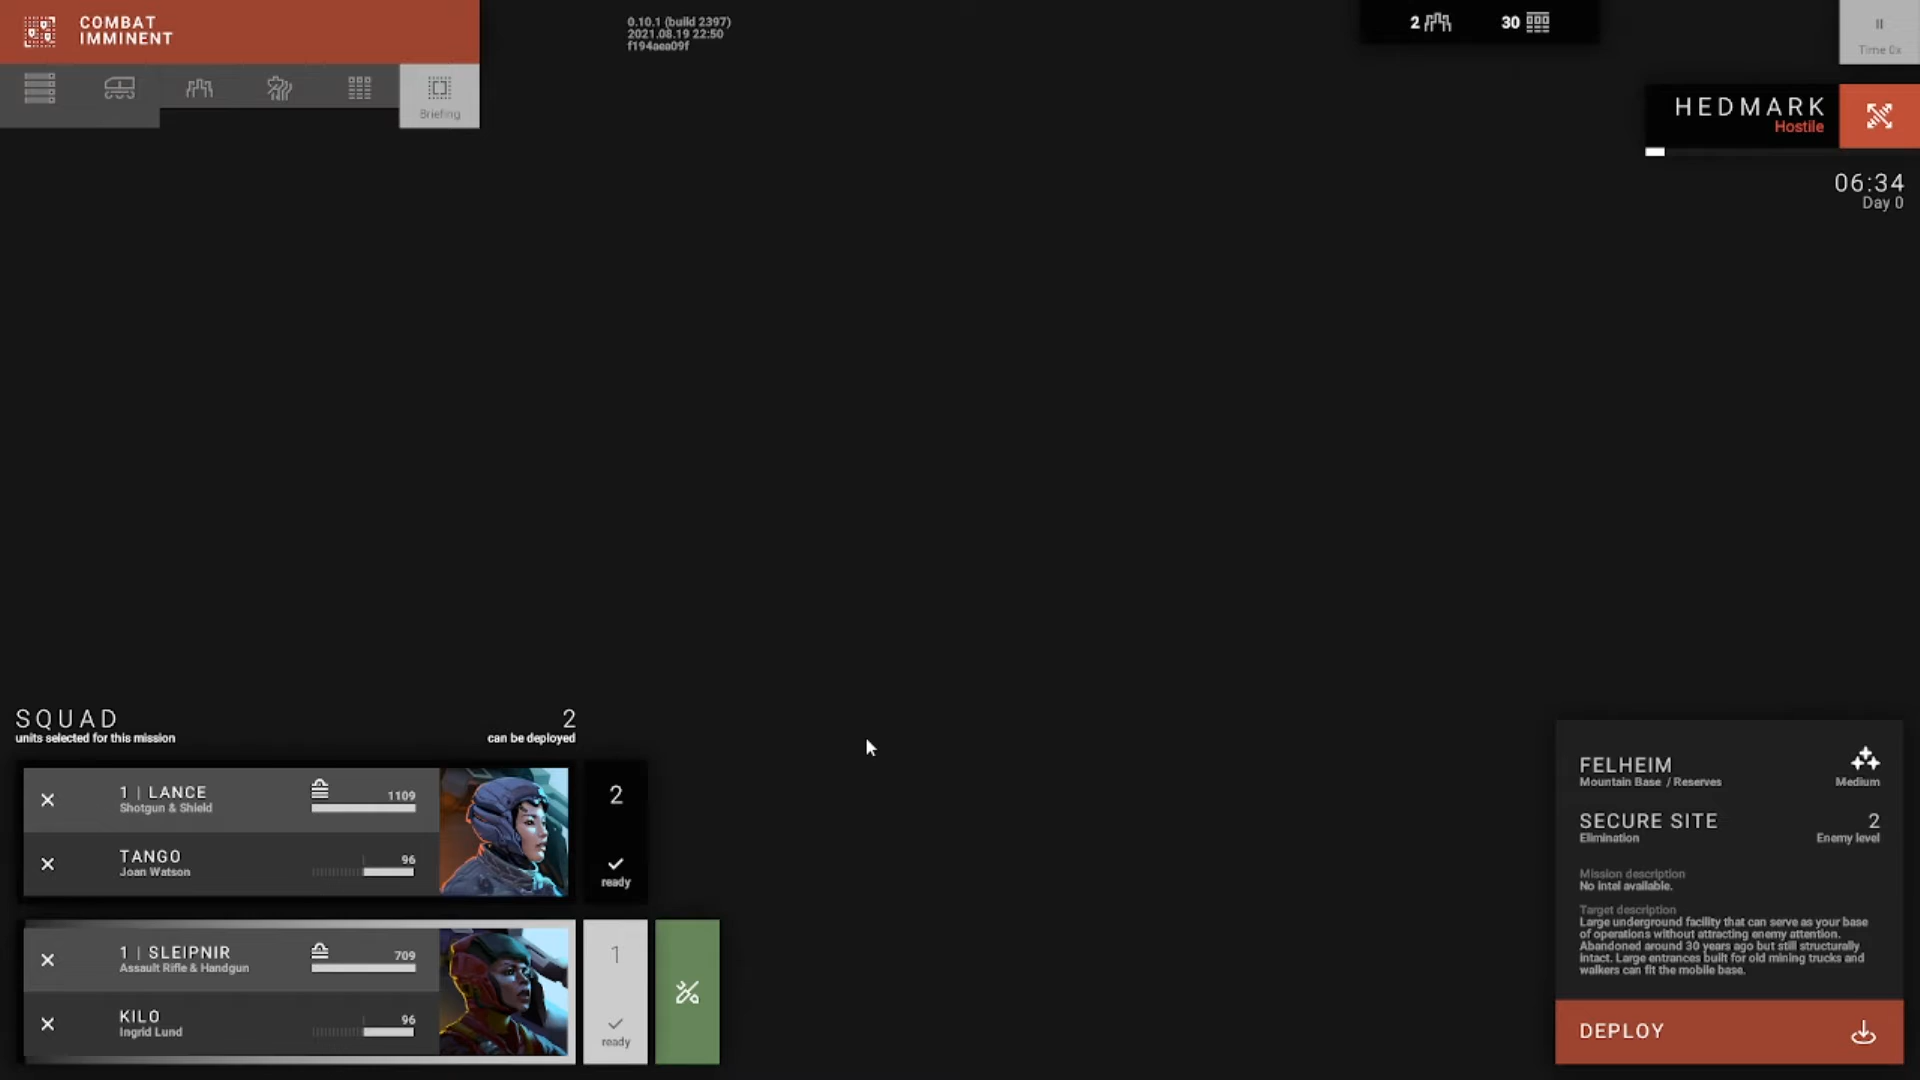 COMBAT
IMMINENT
0.10.1 (build 2397)
2021.08.19 22:50
f194aea09f
2
30
Time 0x
Briefing
HEDMARK
Hostile
06:34
Day 0
SQUAD
2
units selected for this mission
can be deployed
1 | LANCE
1109
Shotgun & Shield
2
TANGO
96
Joan Watson
ready
1 | SLEIPNIR
709
Assault Rifle & Handgun
1
KILO
96
Ingrid Lund
ready
FELHEIM
Mountain Base / Reserves
Medium
SECURE SITE
2
Elimination
Enemy level
Mission description
No intel available.
Target description
Large underground facility that can serve as your base
of operations without attracting enemy attention.
Abandoned around 30 years ago but still structurally
intact. Large entrances built for old mining trucks and
walkers can fit the mobile base.
DEPLOY